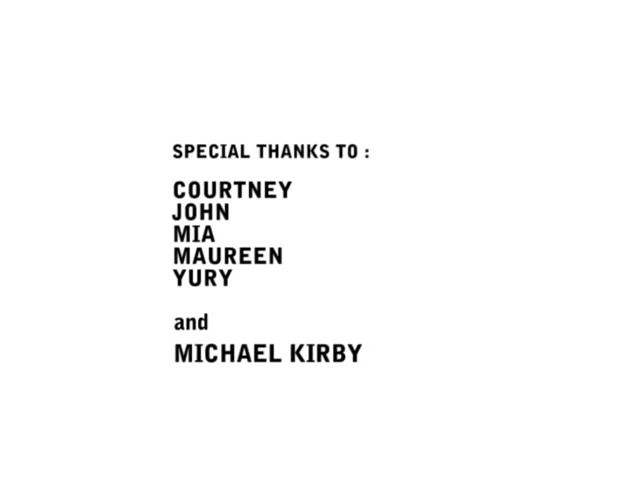 SPECIAL THANKS TO :
COURTNEY
JOHN
MIA
MAUREEN
YURY
and
MICHAEL KIRBY